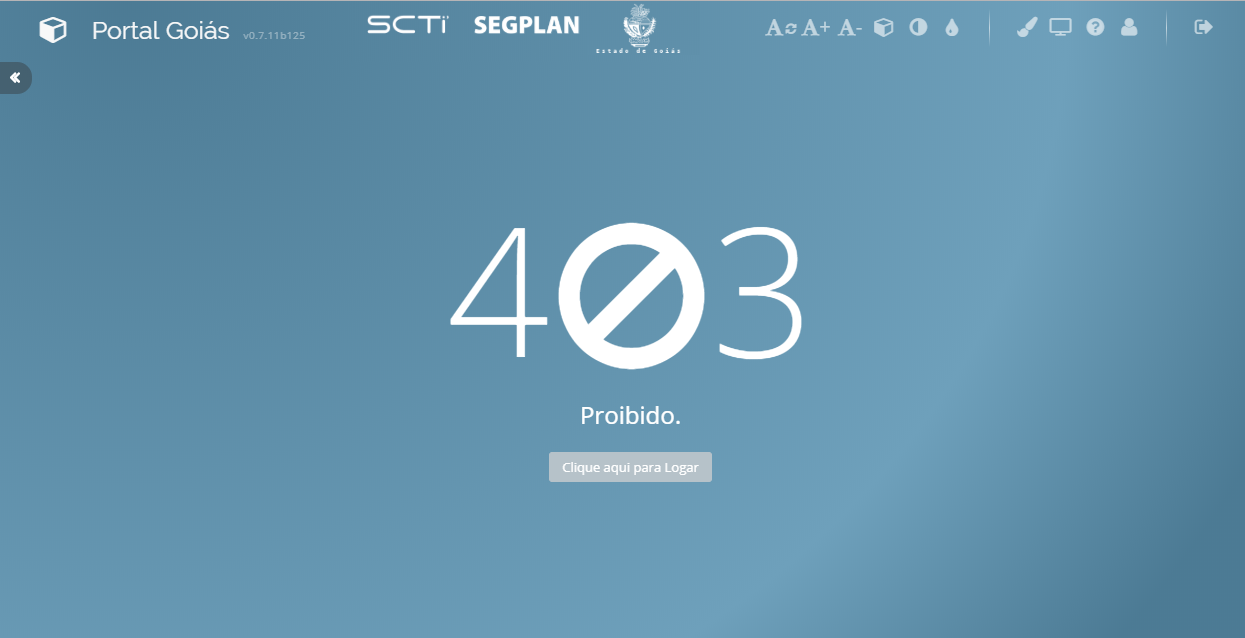 Portal Goiás v0.7.11b125
SCTi
SEGPLAN
Estado de Goiás
A A+ A-
403
Proibido.
Clique aqui para Logar